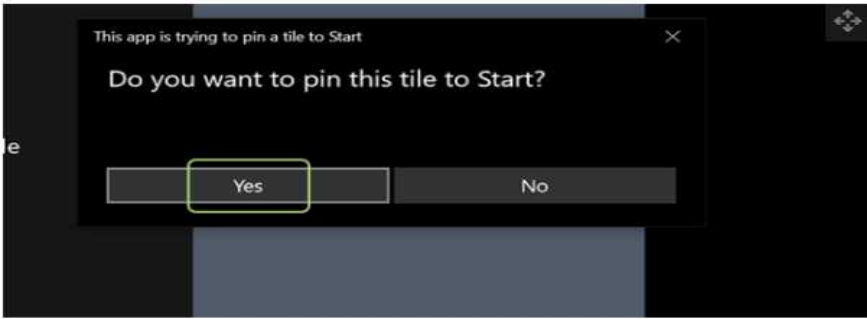 This app is trying to pin a tile to Start
Do you want to pin this tile to Start?
le
Yes
No